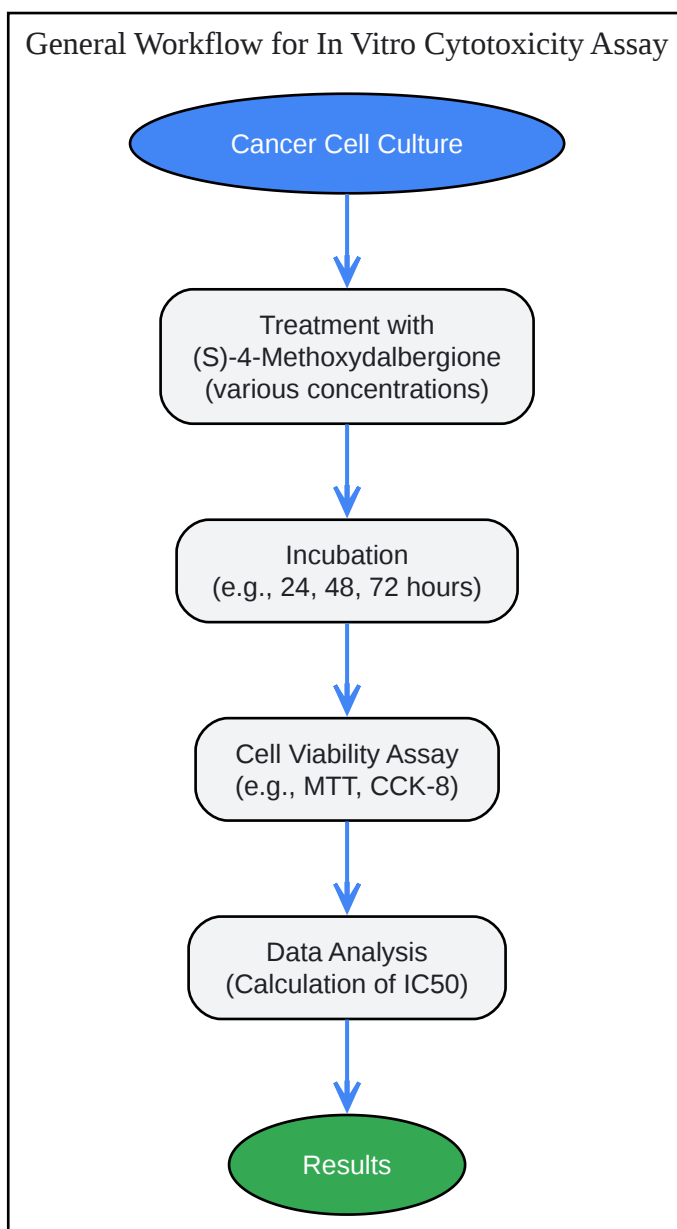 General Workflow for In Vitro Cytotoxicity Assay
Cancer Cell Culture
Treatment with
(S)-4-Methoxydalbergione
(various concentrations)
Incubation
(e.g., 24, 48, 72 hours)
Cell Viability Assay
(e.g., MTT, CCK-8)
Data Analysis
(Calculation of IC50)
Results